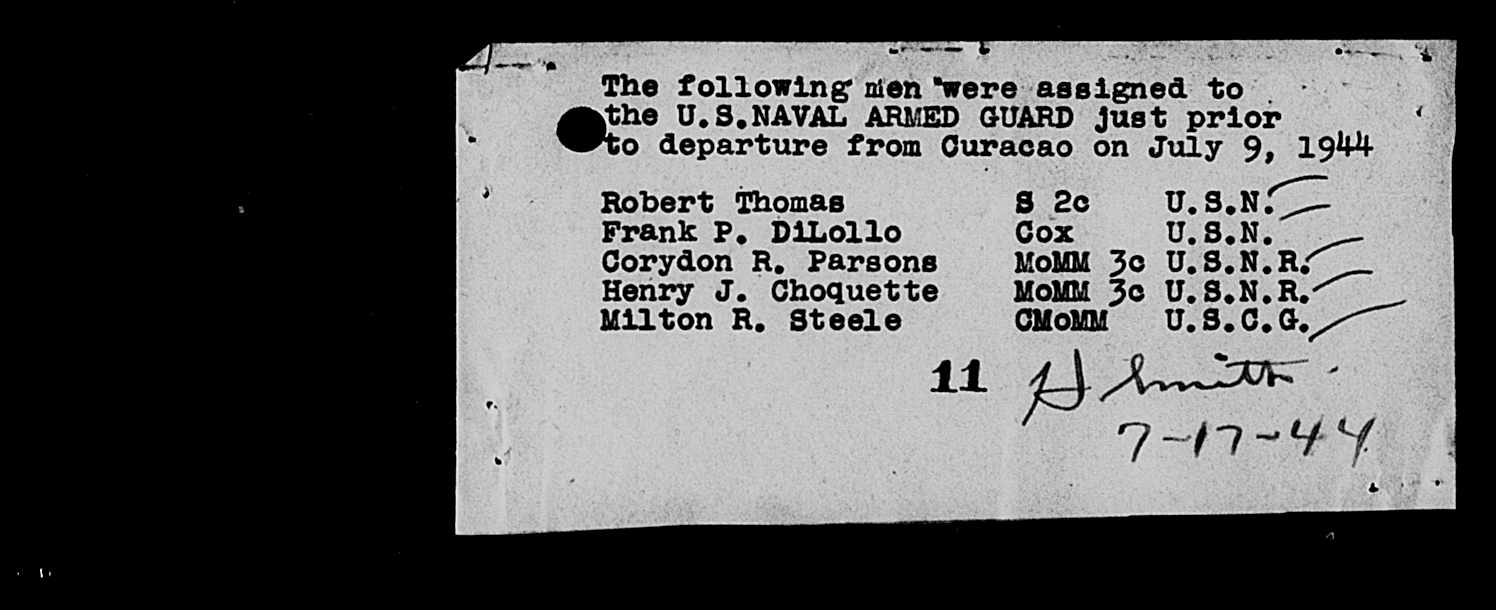 The following men were assigned to
the U.S.NAVAL ARMED GUARD just prior
to departure from Curacao on July 9, 1944
Robert Thomas S 2c U.S.N.
Frank P. DiLollo Cox U.S.N.
Corydon R. Parsons MoMM 3c U.S.N.R.
Henry J. Choquette MoMM 3c U.S.N.R.
Milton R. Steele CMoMM U.S.C.G.
11 H Smith
7-17-44